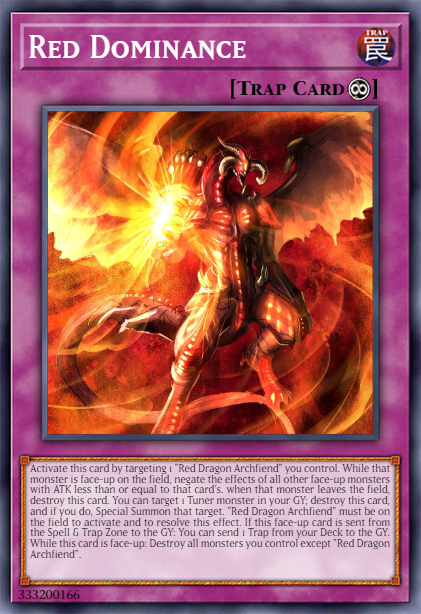 Red Dominance
TRAP
罠
[Trap Card]
Activate this card by targeting 1 "Red Dragon Archfiend" you control. While that
monster is face-up on the field, negate the effects of all other face-up monsters
with ATK less than or equal to that card's. when that monster leaves the field,
destroy this card. You can target 1 Tuner monster in your GY; destroy this card,
and if you do, Special Summon that target. "Red Dragon Archfiend" must be on
the field to activate and to resolve this effect. If this face-up card is sent from
the Spell & Trap Zone to the GY: You can send 1 Trap from your Deck to the GY.
While this card is face-up: Destroy all monsters you control except "Red Dragon
Archfiend".
333200166